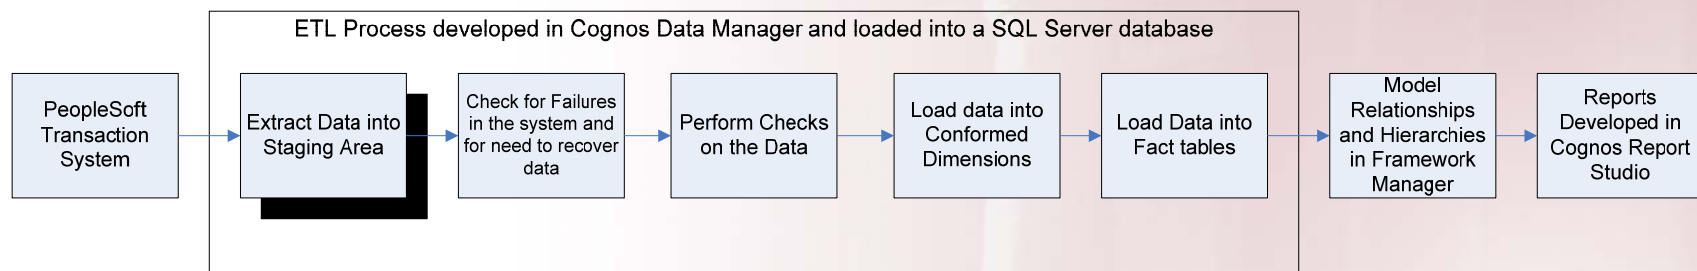 ETL Process developed in Cognos Data Manager and loaded into a SQL Server database
PeopleSoft
Transaction
System
Extract Data into
Staging Area
Check for Failures
in the system and
for need to recover
data
Perform Checks
on the Data
Load data into
Conformed
Dimensions
Load Data into
Fact tables
Model
Relationships
and Hierarchies
in Framework
Manager
Reports
Developed in
Cognos Report
Studio